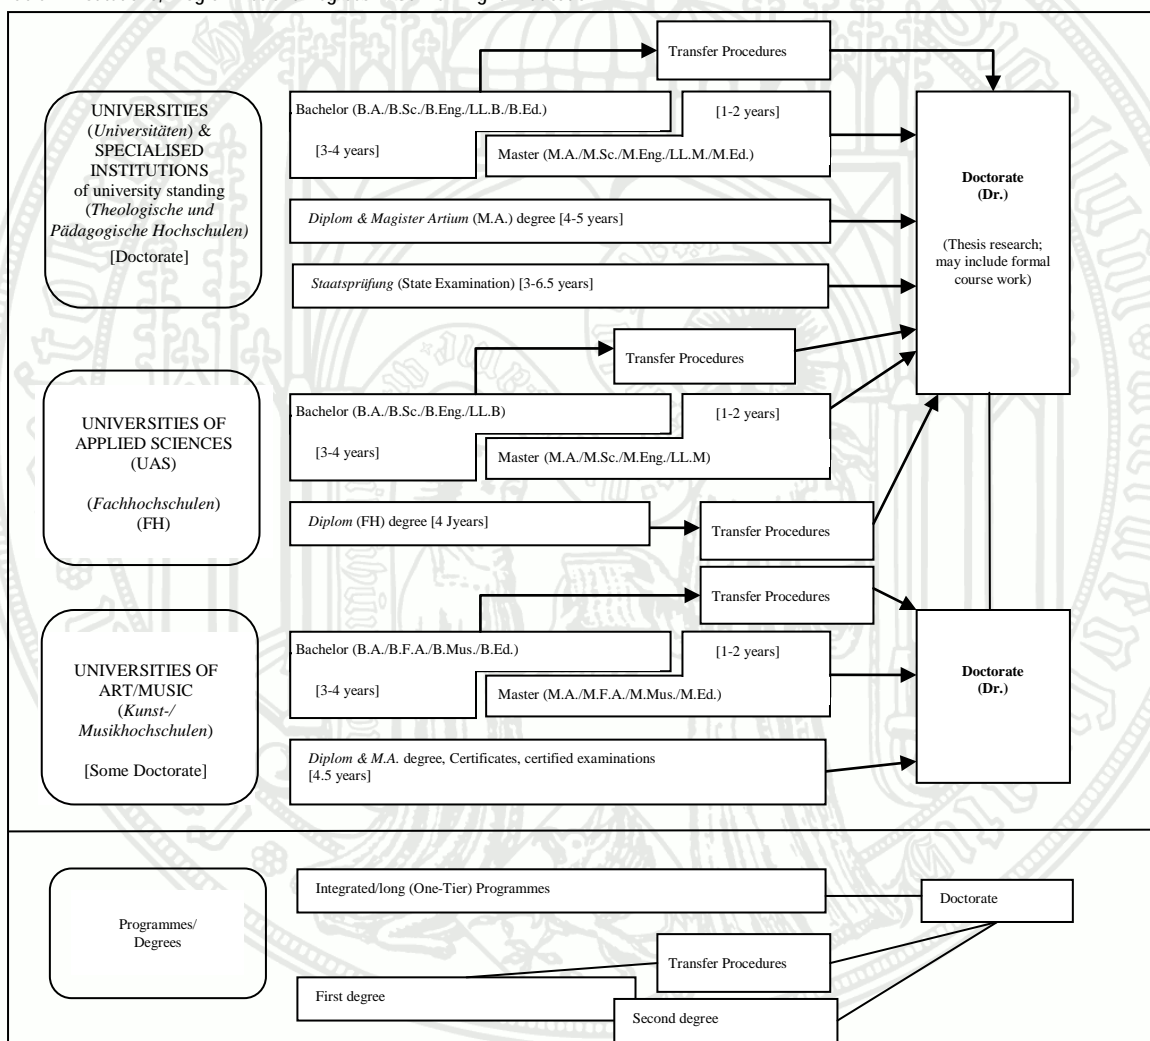 Transfer Procedures
UNIVERSITIES
(Universitäten) &
SPECIALISED
INSTITUTIONS
of university standing
(Theologische und
Pädagogische Hochschulen)
[Doctorate]
Bachelor (B.A./B.Sc./B.Eng./LL.B./B.Ed.)
[3-4 years]
[1-2 years]
Master (M.A./M.Sc./M.Eng./LL.M./M.Ed.)
Diplom & Magister Artium (M.A.) degree [4-5 years]
Staatsprüfung (State Examination) [3-6.5 years]
Doctorate
(Dr.)
(Thesis research;
may include formal
course work)
Transfer Procedures
UNIVERSITIES OF
APPLIED SCIENCES
(UAS)
(Fachhochschulen)
(FH)
Bachelor (B.A./B.Sc./B.Eng./LL.B)
[3-4 years]
[1-2 years]
Master (M.A./M.Sc./M.Eng./LL.M)
Diplom (FH) degree [4 Jyears]
Transfer Procedures
Transfer Procedures
UNIVERSITIES OF
ART/MUSIC
(Kunst-/
Musikhochschulen)
[Some Doctorate]
Bachelor (B.A./B.F.A./B.Mus./B.Ed.)
[3-4 years]
[1-2 years]
Master (M.A./M.F.A./M.Mus./M.Ed.)
Diplom & M.A. degree, Certificates, certified examinations
[4.5 years]
Doctorate
(Dr.)
Programmes/
Degrees
Integrated/long (One-Tier) Programmes
Doctorate
Transfer Procedures
First degree
Second degree